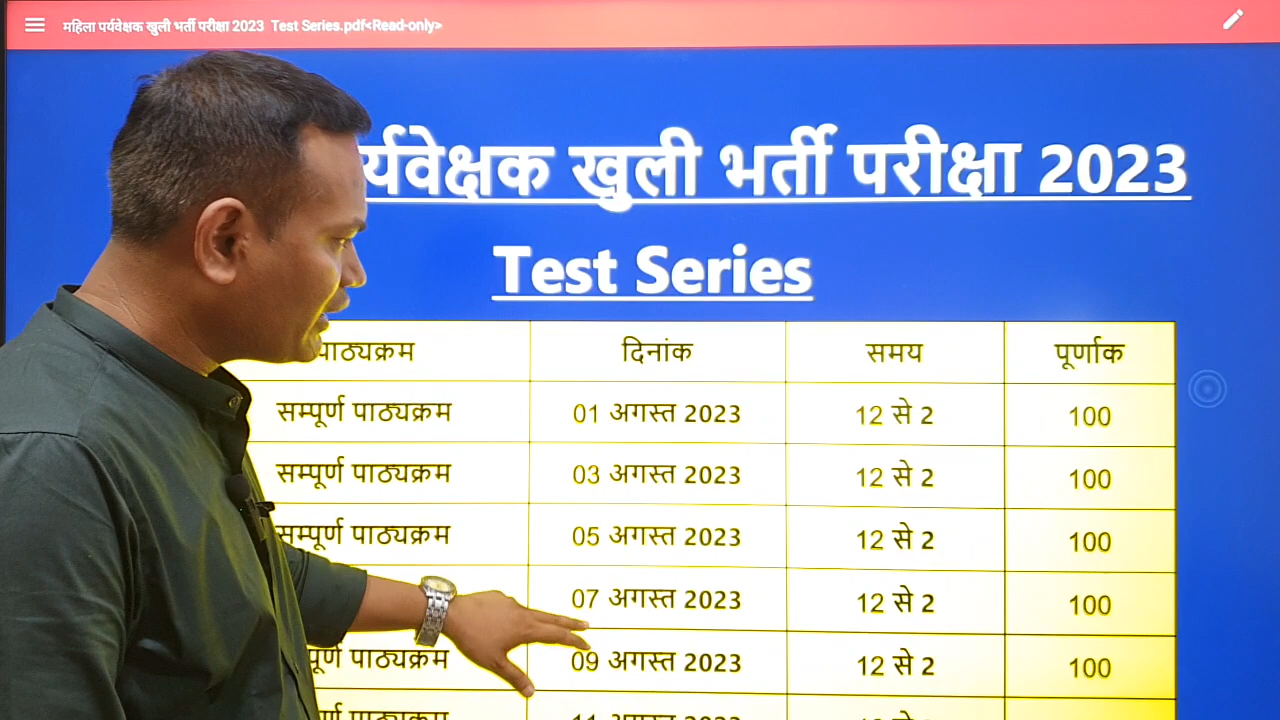 महिला पर्यवेक्षक खुली भर्ती परीक्षा 2023 Test Series.pdf<Read-only>
र्यवेक्षक खुली भर्ती परीक्षा 2023
Test Series
पाठ्यक्रम दिनांक समय पूर्णाक
सम्पूर्ण पाठ्यक्रम 01 अगस्त 2023 12 से 2 100
सम्पूर्ण पाठ्यक्रम 03 अगस्त 2023 12 से 2 100
सम्पूर्ण पाठ्यक्रम 05 अगस्त 2023 12 से 2 100
07 अगस्त 2023 12 से 2 100
पूर्ण पाठ्यक्रम 09 अगस्त 2023 12 से 2 100